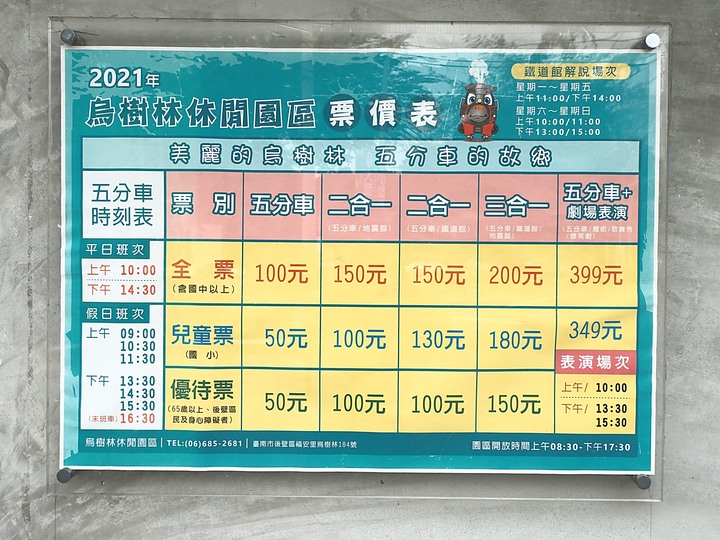 2021年
烏樹林休閒園區 票價表
鐵道館解說場次
星期一～星期五
上午11:00/下午14:00
星期六～星期日
上午10:00/11:00
下午13:00/15:00
美麗的烏樹林 五分車的故鄉
五分車時刻表
平日班次
上午 10:00
下午 14:30
假日班次
上午 09:00
10:30
11:30
下午 13:30
14:30
15:30
(末班車)16:30
票別 五分車 二合一 二合一 三合一 五分車+劇場表演
(五分車/地震館) (五分車/鐵道館) (五分車/鐵道館/地震館)
全票 100元 150元 150元 200元 399元
(含國中以上)
兒童票 50元 100元 130元 180元 349元
(國小)
優待票 50元 100元 100元 150元
(65歲以上、後壁區民及身心障礙者)
表演場次
上午/ 10:00
下午/ 13:30
15:30
烏樹林休閒園區│TEL:(06)685-2681│臺南市後壁區福安里烏樹林184號
園區開放時間上午08:30-下午17:30